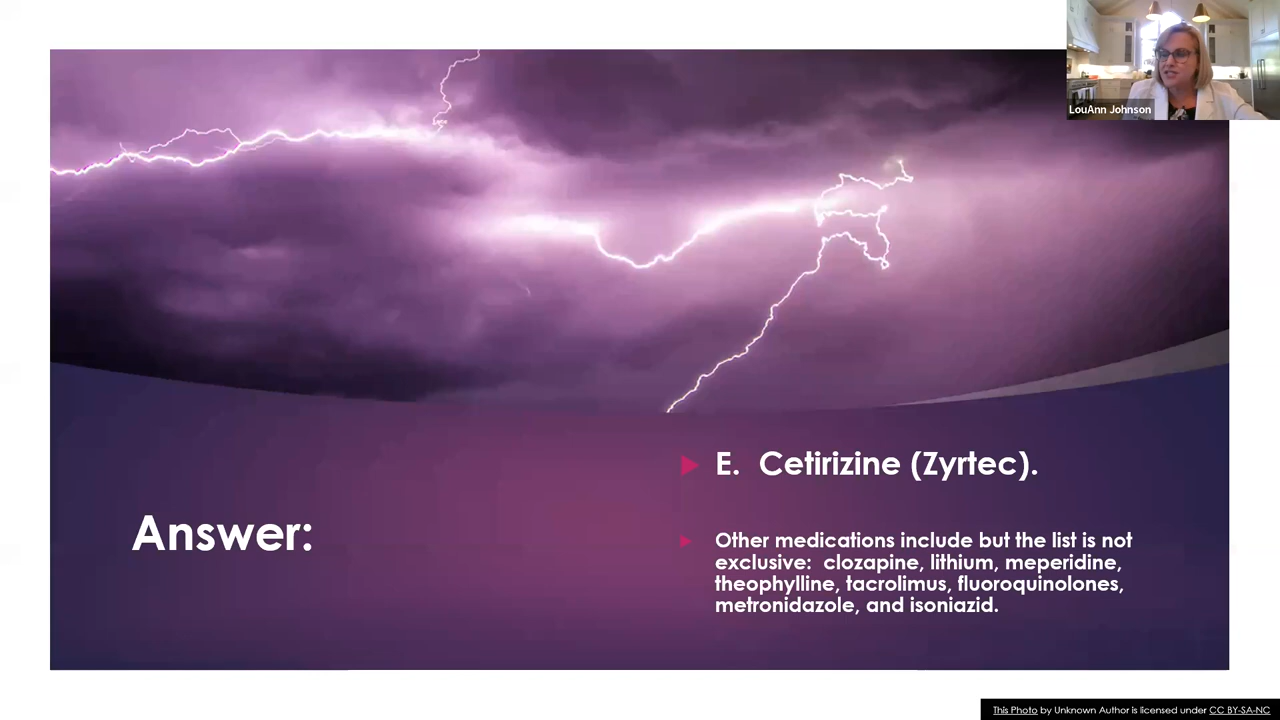 LouAnn Johnson
Answer:
E. Cetirizine (Zyrtec).
Other medications include but the list is not
exclusive: clozapine, lithium, meperidine,
theophylline, tacrolimus, fluoroquinolones,
metronidazole, and isoniazid.
This Photo by Unknown Author is licensed under CC BY-SA-NC